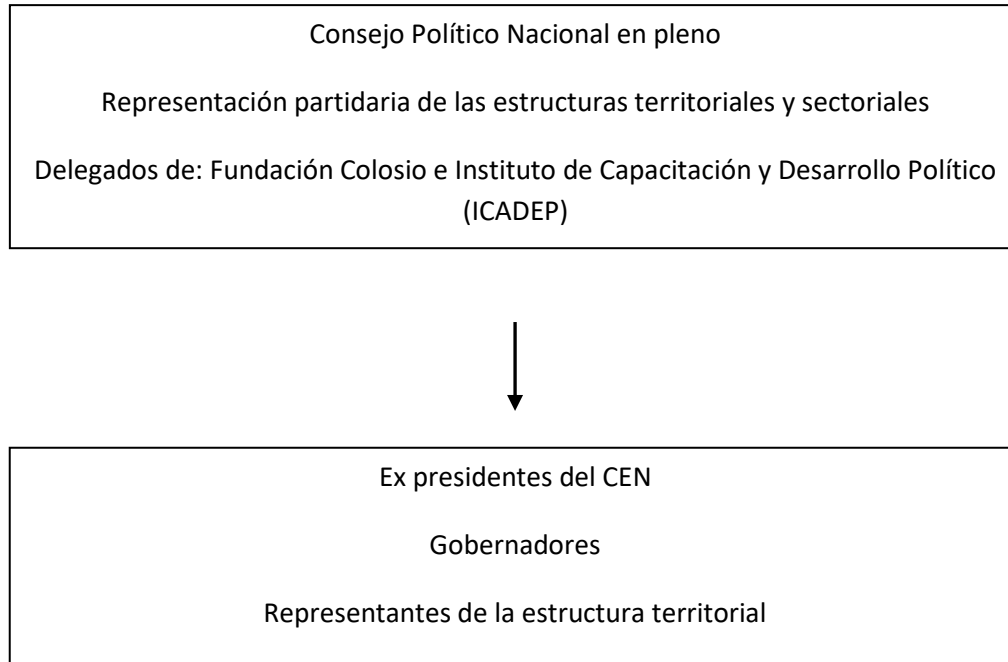 Consejo Político Nacional en pleno
Representación partidaria de las estructuras territoriales y sectoriales
Delegados de: Fundación Colosio e Instituto de Capacitación y Desarrollo Político
(ICADEP)
Ex presidentes del CEN
Gobernadores
Representantes de la estructura territorial